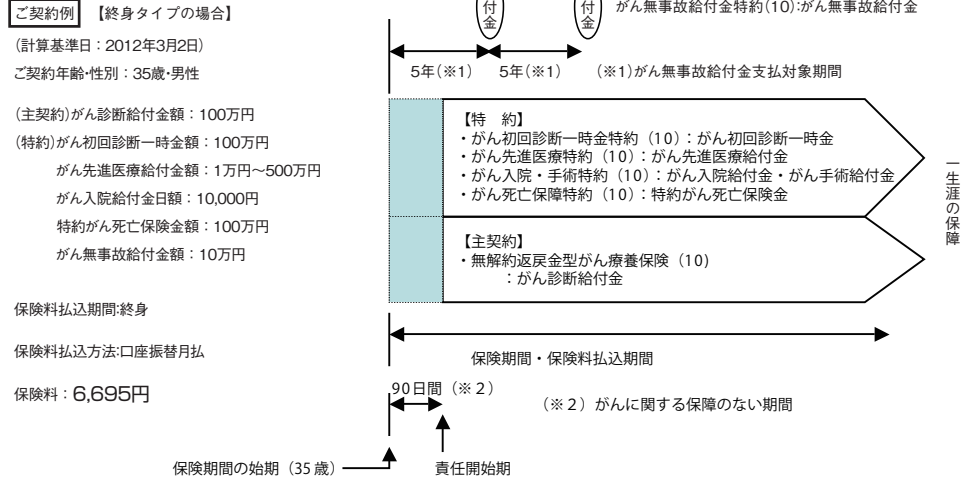 ご契約例 【終身タイプの場合】
(計算基準日：2012年3月2日)
ご契約年齢・性別：35歳・男性
(主契約)がん診断給付金額：100万円
(特約)がん初回診断一時金額：100万円
がん先進医療給付金額：1万円～500万円
がん入院給付金日額：10,000円
特約がん死亡保険金額：100万円
がん無事故給付金額：10万円
保険料払込期間:終身
保険料払込方法:口座振替月払
保険料：6,695円
付金
付金
がん無事故給付金特約(10):がん無事故給付金
5年(※1) 5年(※1) (※1)がん無事故給付金支払対象期間
【特　約】
・がん初回診断一時金特約（10）：がん初回診断一時金
・がん先進医療特約（10）：がん先進医療給付金
・がん入院・手術特約（10）：がん入院給付金・がん手術給付金
・がん死亡保障特約（10）：特約がん死亡保険金
【主契約】
・無解約返戻金型がん療養保険（10）
：がん診断給付金
一生涯の保障
保険期間・保険料払込期間
90日間（※２）
（※２）がんに関する保障のない期間
保険期間の始期（35歳）
責任開始期